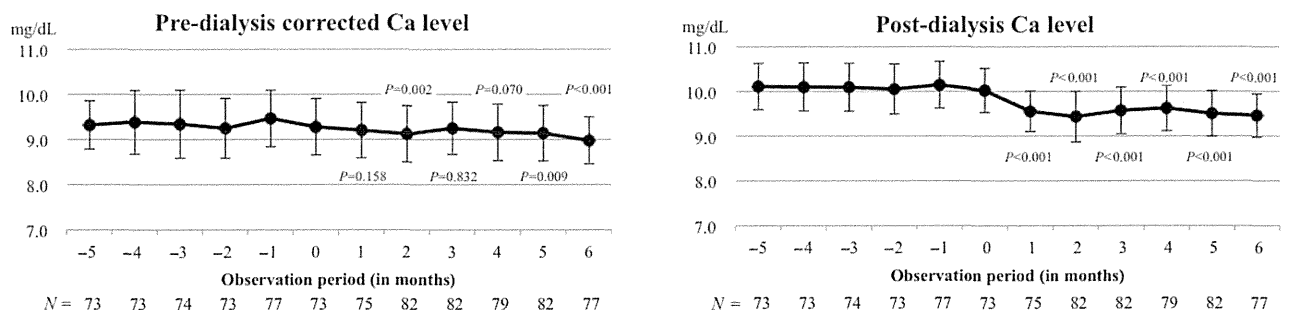 Pre-dialysis corrected Ca level
mg/dL
11.0
10.0
9.0
8.0
7.0
P=0.002 P=0.070 P<0.001
P=0.158 P=0.832 P=0.009
–5 –4 –3 –2 –1 0 1 2 3 4 5 6
Observation period (in months)
N = 73 73 74 73 77 73 75 82 82 79 82 77
Post-dialysis Ca level
mg/dL
11.0
10.0
9.0
8.0
7.0
P<0.001 P<0.001 P<0.001
P<0.001 P<0.001 P<0.001
–5 –4 –3 –2 –1 0 1 2 3 4 5 6
Observation period (in months)
N = 73 73 74 73 77 73 75 82 82 79 82 77